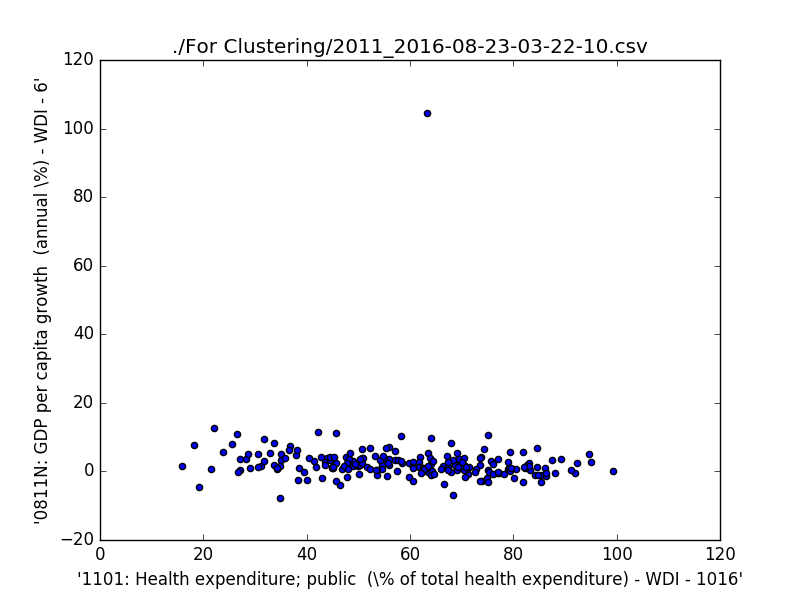 ./For Clustering/2011_2016-08-23-03-22-10.csv
120
100
80
60
40
20
0
−20
'0811N: GDP per capita growth  (annual \%) - WDI - 6'
0 20 40 60 80 100 120
'1101: Health expenditure; public  (\% of total health expenditure) - WDI - 1016'